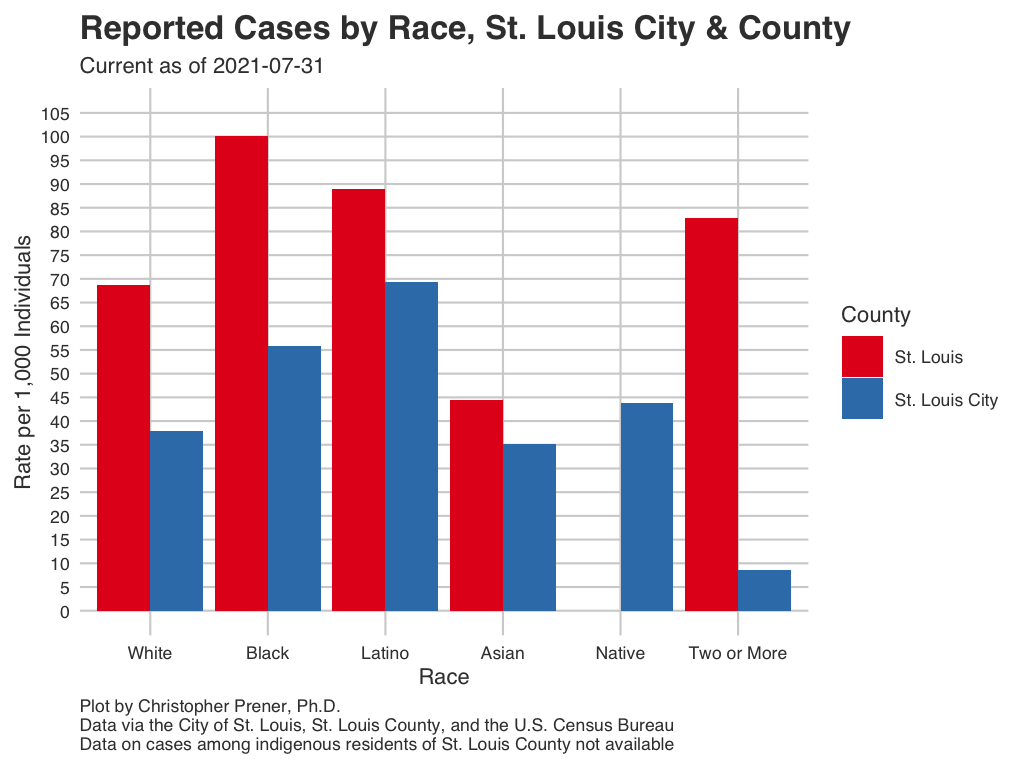 Reported Cases by Race, St. Louis City & County
Current as of 2021-07-31
105
100
95
90
85
80
75
70
65
60
55
50
45
40
35
30
25
20
15
10
5
0
Rate per 1,000 Individuals
White Black Latino Asian Native Two or More
Race
County
St. Louis
St. Louis City
Plot by Christopher Prener, Ph.D.
Data via the City of St. Louis, St. Louis County, and the U.S. Census Bureau
Data on cases among indigenous residents of St. Louis County not available